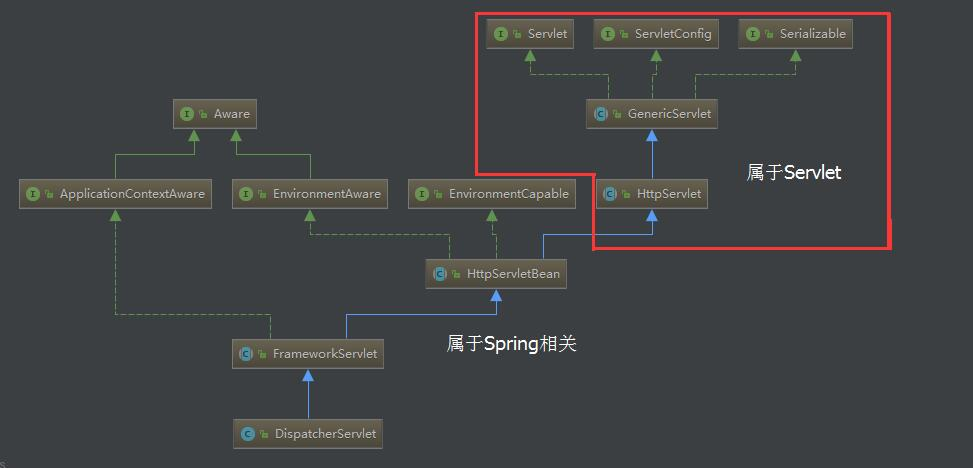 Servlet
ServletConfig
Serializable
Aware
GenericServlet
属于Servlet
ApplicationContextAware
EnvironmentAware
EnvironmentCapable
HttpServlet
HttpServletBean
属于Spring相关
FrameworkServlet
DispatcherServlet